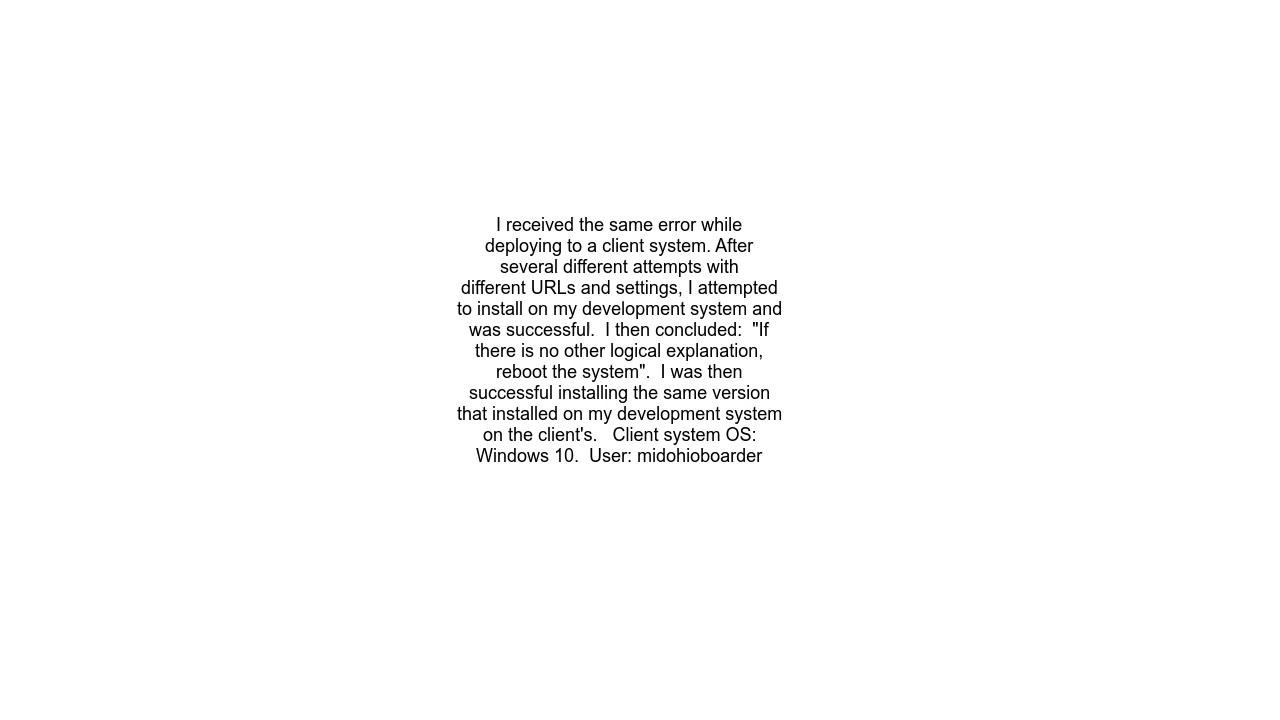 I received the same error while
deploying to a client system. After
several different attempts with
different URLs and settings, I attempted
to install on my development system and
was successful.  I then concluded:  "If
there is no other logical explanation,
reboot the system".  I was then
successful installing the same version
that installed on my development system
on the client's.   Client system OS:
Windows 10.  User: midohioboarder